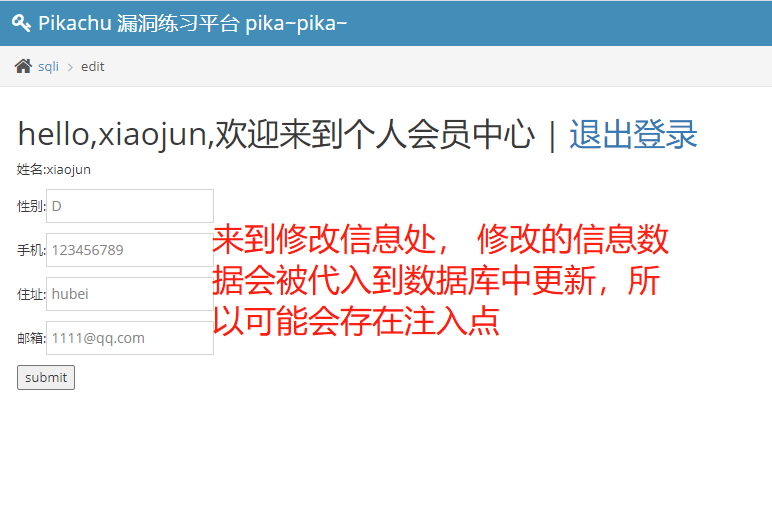 Pikachu 漏洞练习平台 pika~pika~
sqli > edit
hello,xiaojun,欢迎来到个人会员中心 | 退出登录
姓名:xiaojun
性别:D
手机:123456789
住址:hubei
邮箱:1111@qq.com
submit
来到修改信息处， 修改的信息数
据会被代入到数据库中更新，所
以可能会存在注入点